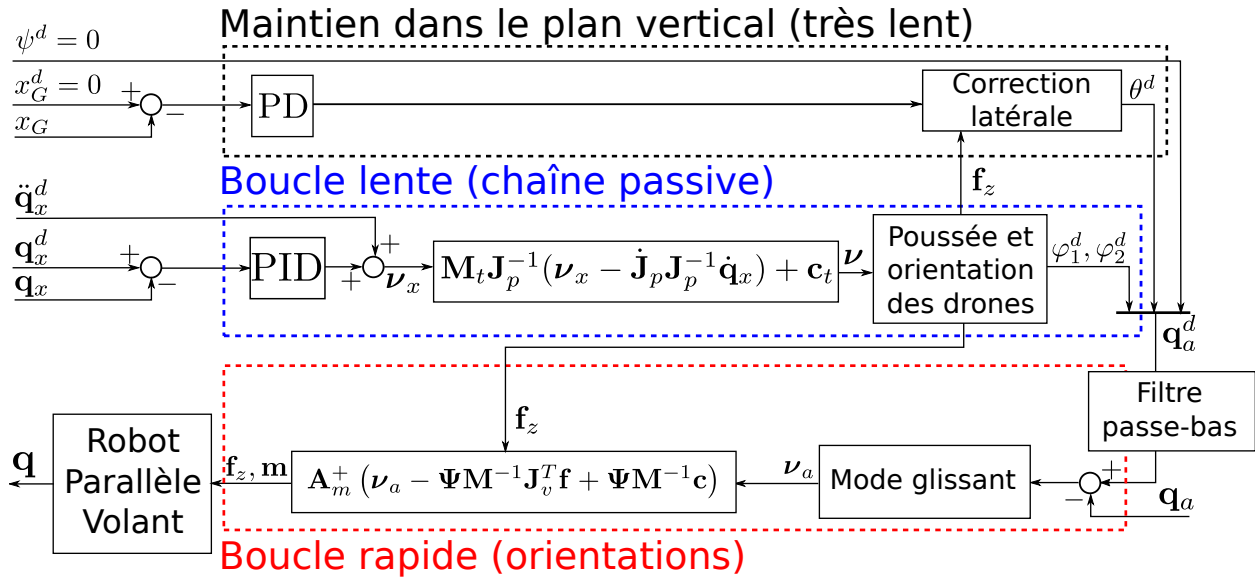 Maintien dans le plan vertical (très lent)
ψ^d = 0
x_G^d = 0
x_G
+
−
PD
Correction
latérale
θ^d
Boucle lente (chaîne passive)
f_z
q̈_x^d
q_x^d
q_x
+
−
PID
+
+
ν_x
M_t J_p^{-1}(ν_x − J̇_p J_p^{-1} q̇_x) + c_t
ν
Poussée et
orientation
des drones
φ_1^d, φ_2^d
q_a^d
Filtre
passe-bas
+
−
q_a
Mode glissant
ν_a
f_z
A_m^+ (ν_a − ΨM^{-1}J_v^T f + ΨM^{-1}c)
f_z, m
Robot
Parallèle
Volant
q
Boucle rapide (orientations)